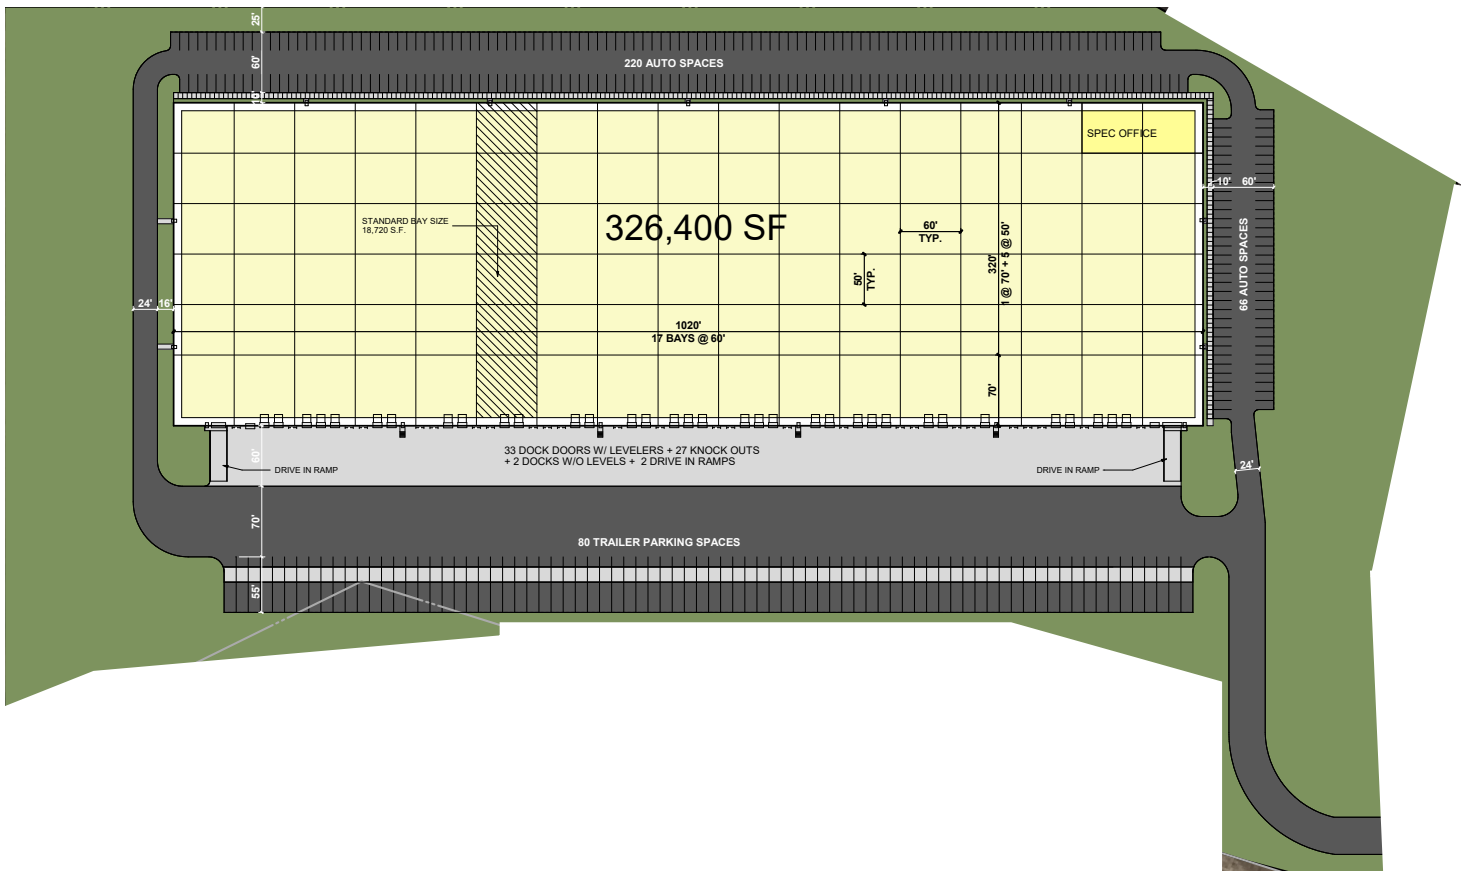 25'
60'
220 AUTO SPACES
10'
SPEC OFFICE
10'
60'
STANDARD BAY SIZE
18,720 S.F.
326,400 SF
60'
TYP.
50'
TYP.
320'
1 @ 70' + 5 @ 50'
66 AUTO SPACES
24'
16'
1020'
17 BAYS @ 60'
70'
60'
33 DOCK DOORS W/ LEVELERS + 27 KNOCK OUTS
+ 2 DOCKS W/O LEVELS + 2 DRIVE IN RAMPS
DRIVE IN RAMP
DRIVE IN RAMP
24'
70'
80 TRAILER PARKING SPACES
55'